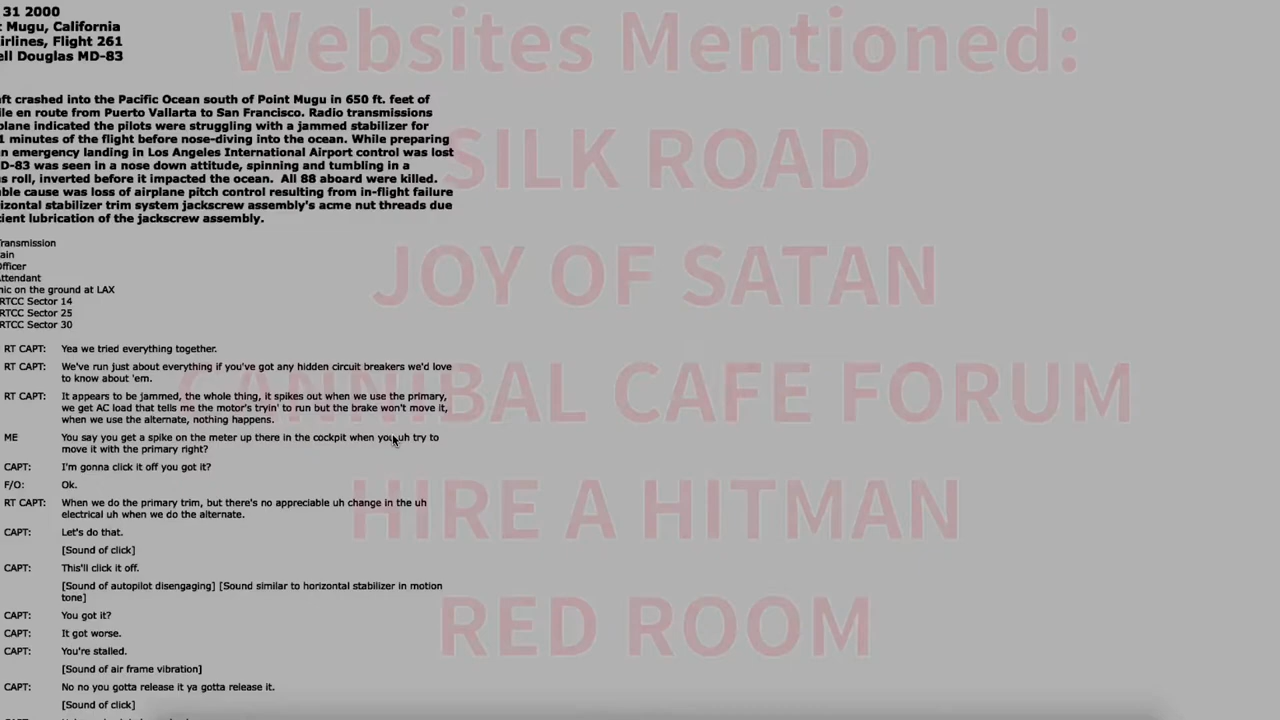 31 2000
Mugu, California
irlines, Flight 261
ell Douglas MD-83
ft crashed into the Pacific Ocean south of Point Mugu in 650 ft. feet of
ile en route from Puerto Vallarta to San Francisco. Radio transmissions
plane indicated the pilots were struggling with a jammed stabilizer for
1 minutes of the flight before nose-diving into the ocean. While preparing
n emergency landing in Los Angeles International Airport control was lost
D-83 was seen in a nose down attitude, spinning and tumbling in a
s roll, inverted before it impacted the ocean. All 88 aboard were killed.
ble cause was loss of airplane pitch control resulting from in-flight failure
izontal stabilizer trim system jackscrew assembly's acme nut threads due
cient lubrication of the jackscrew assembly.
Transmission
ain
Officer
Attendant
nic on the ground at LAX
RTCC Sector 14
RTCC Sector 25
RTCC Sector 30
RT CAPT: Yea we tried everything together.
RT CAPT: We've run just about everything if you've got any hidden circuit breakers we'd love
to know about 'em.
RT CAPT: It appears to be jammed, the whole thing, it spikes out when we use the primary,
we get AC load that tells me the motor's tryin' to run but the brake won't move it,
when we use the alternate, nothing happens.
ME You say you get a spike on the meter up there in the cockpit when you uh try to
move it with the primary right?
CAPT: I'm gonna click it off you got it?
F/O: Ok.
RT CAPT: When we do the primary trim, but there's no appreciable uh change in the uh
electrical uh when we do the alternate.
CAPT: Let's do that.
[Sound of click]
CAPT: This'll click it off.
[Sound of autopilot disengaging] [Sound similar to horizontal stabilizer in motion
tone]
CAPT: You got it?
CAPT: It got worse.
CAPT: You're stalled.
[Sound of air frame vibration]
CAPT: No no you gotta release it ya gotta release it.
[Sound of click]
Websites Mentioned:
SILK ROAD
JOY OF SATAN
CANNIBAL CAFE FORUM
HIRE A HITMAN
RED ROOM